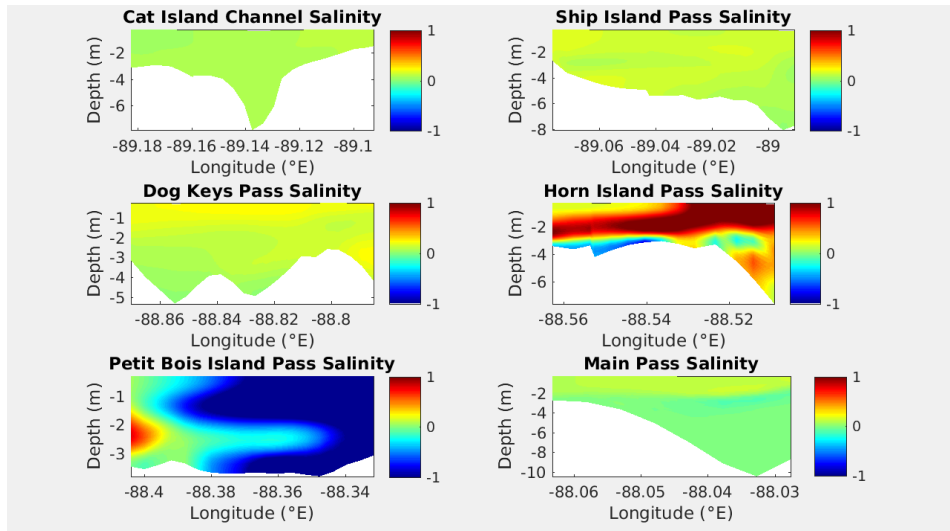 Cat Island Channel Salinity
Depth (m)
-2
-4
-6
-89.18 -89.16 -89.14 -89.12 -89.1
Longitude (°E)
1
0
-1
Ship Island Pass Salinity
Depth (m)
-2
-4
-6
-8
-89.06 -89.04 -89.02 -89
Longitude (°E)
1
0
-1
Dog Keys Pass Salinity
Depth (m)
-1
-2
-3
-4
-5
-88.86 -88.84 -88.82 -88.8
Longitude (°E)
1
0
-1
Horn Island Pass Salinity
Depth (m)
-2
-4
-6
-88.56 -88.54 -88.52
Longitude (°E)
1
0
-1
Petit Bois Island Pass Salinity
Depth (m)
-1
-2
-3
-88.4 -88.38 -88.36 -88.34
Longitude (°E)
1
0
-1
Main Pass Salinity
Depth (m)
-2
-4
-6
-8
-10
-88.06 -88.05 -88.04 -88.03
Longitude (°E)
1
0
-1